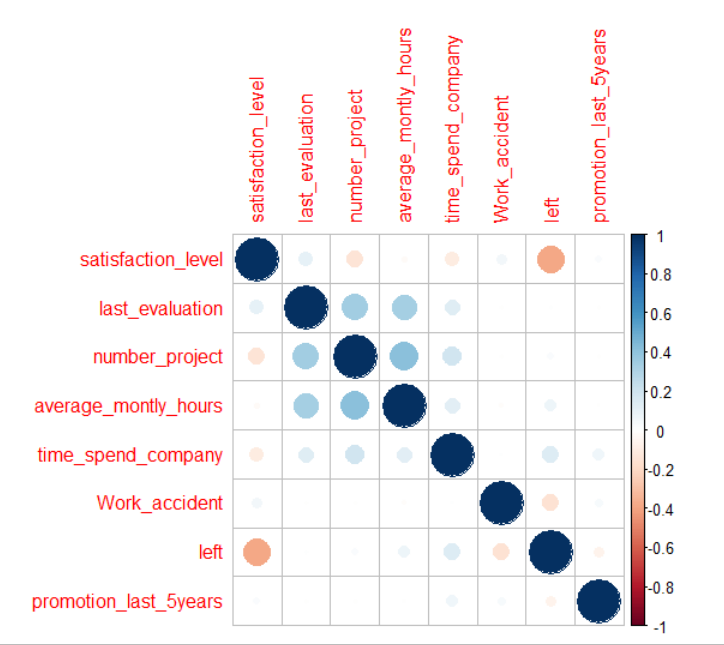 satisfaction_level
last_evaluation
number_project
average_montly_hours
time_spend_company
Work_accident
left
promotion_last_5years
satisfaction_level
last_evaluation
number_project
average_montly_hours
time_spend_company
Work_accident
left
promotion_last_5years
1
0.8
0.6
0.4
0.2
0
-0.2
-0.4
-0.6
-0.8
-1